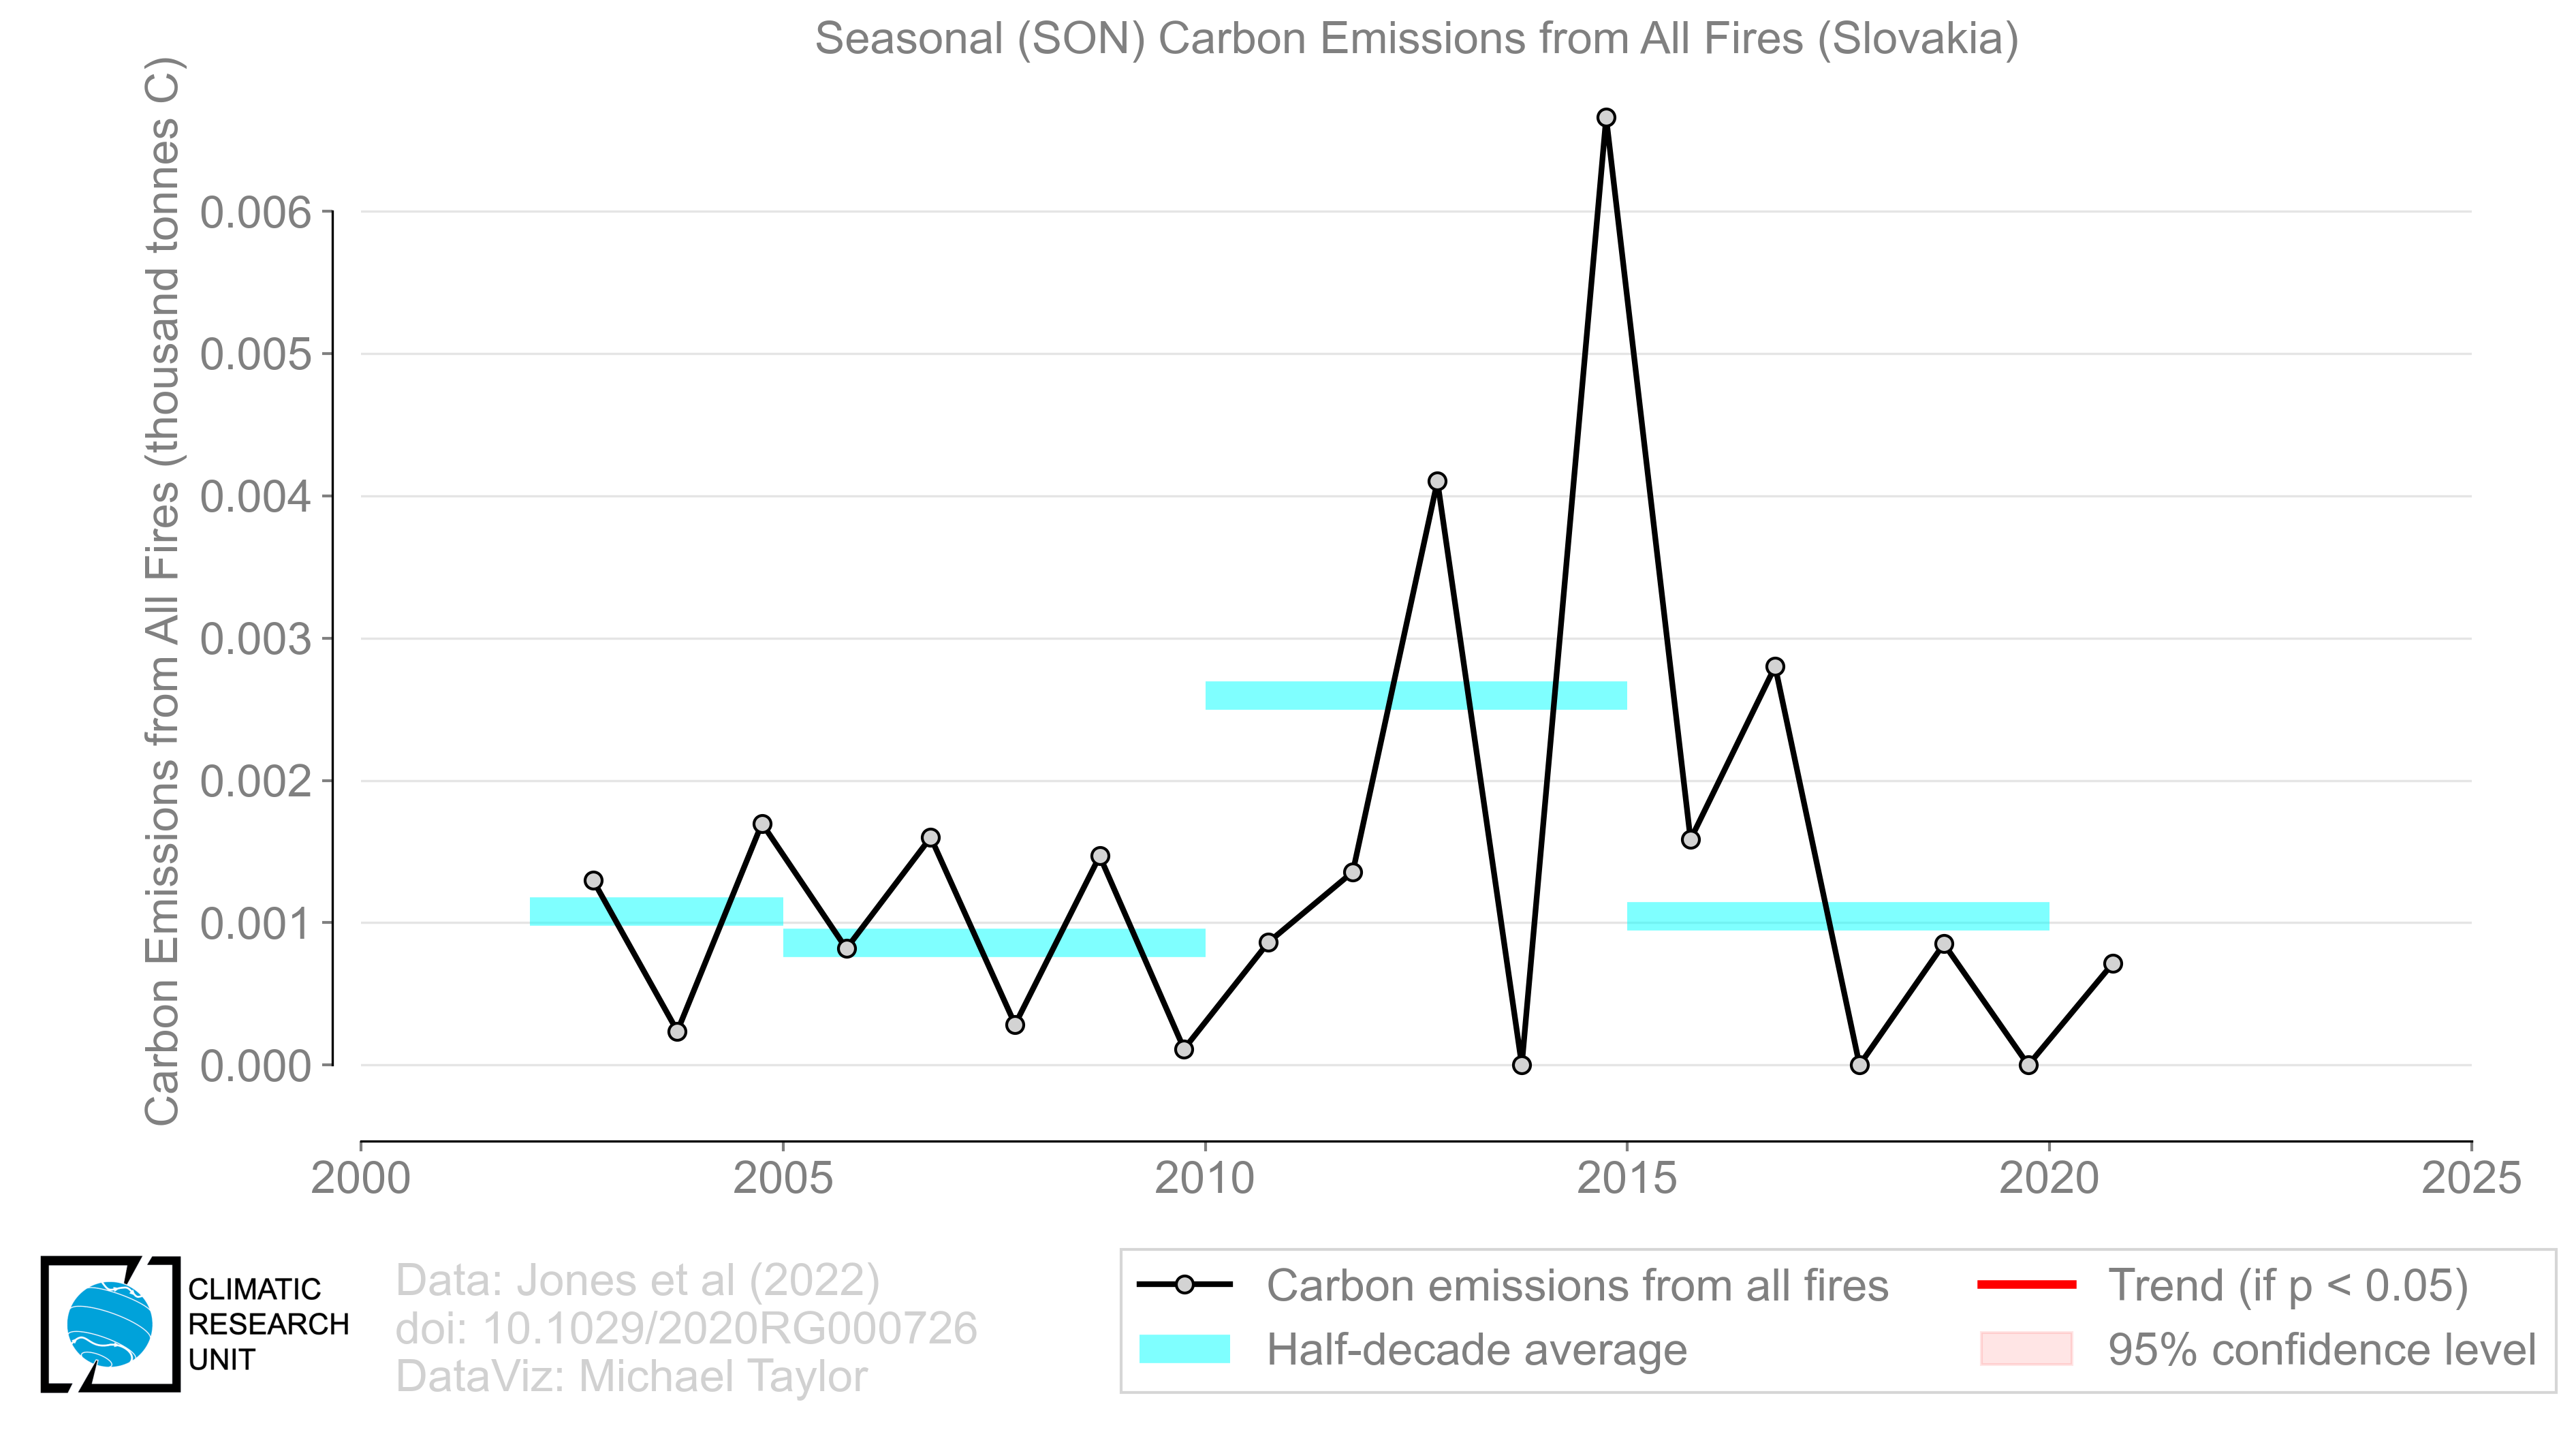 Seasonal (SON) Carbon Emissions from All Fires (Slovakia)
Carbon Emissions from All Fires (thousand tonnes C)
0.006
0.005
0.004
0.003
0.002
0.001
0.000
2000 2005 2010 2015 2020 2025
CLIMATIC
RESEARCH
UNIT
Data: Jones et al (2022)
doi: 10.1029/2020RG000726
DataViz: Michael Taylor
Carbon emissions from all fires
Half-decade average
Trend (if p < 0.05)
95% confidence level